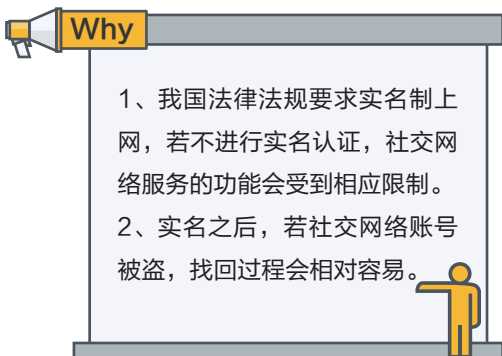 Why
1、我国法律法规要求实名制上
网，若不进行实名认证，社交网
络服务的功能会受到相应限制。
2、实名之后，若社交网络账号
被盗，找回过程会相对容易。